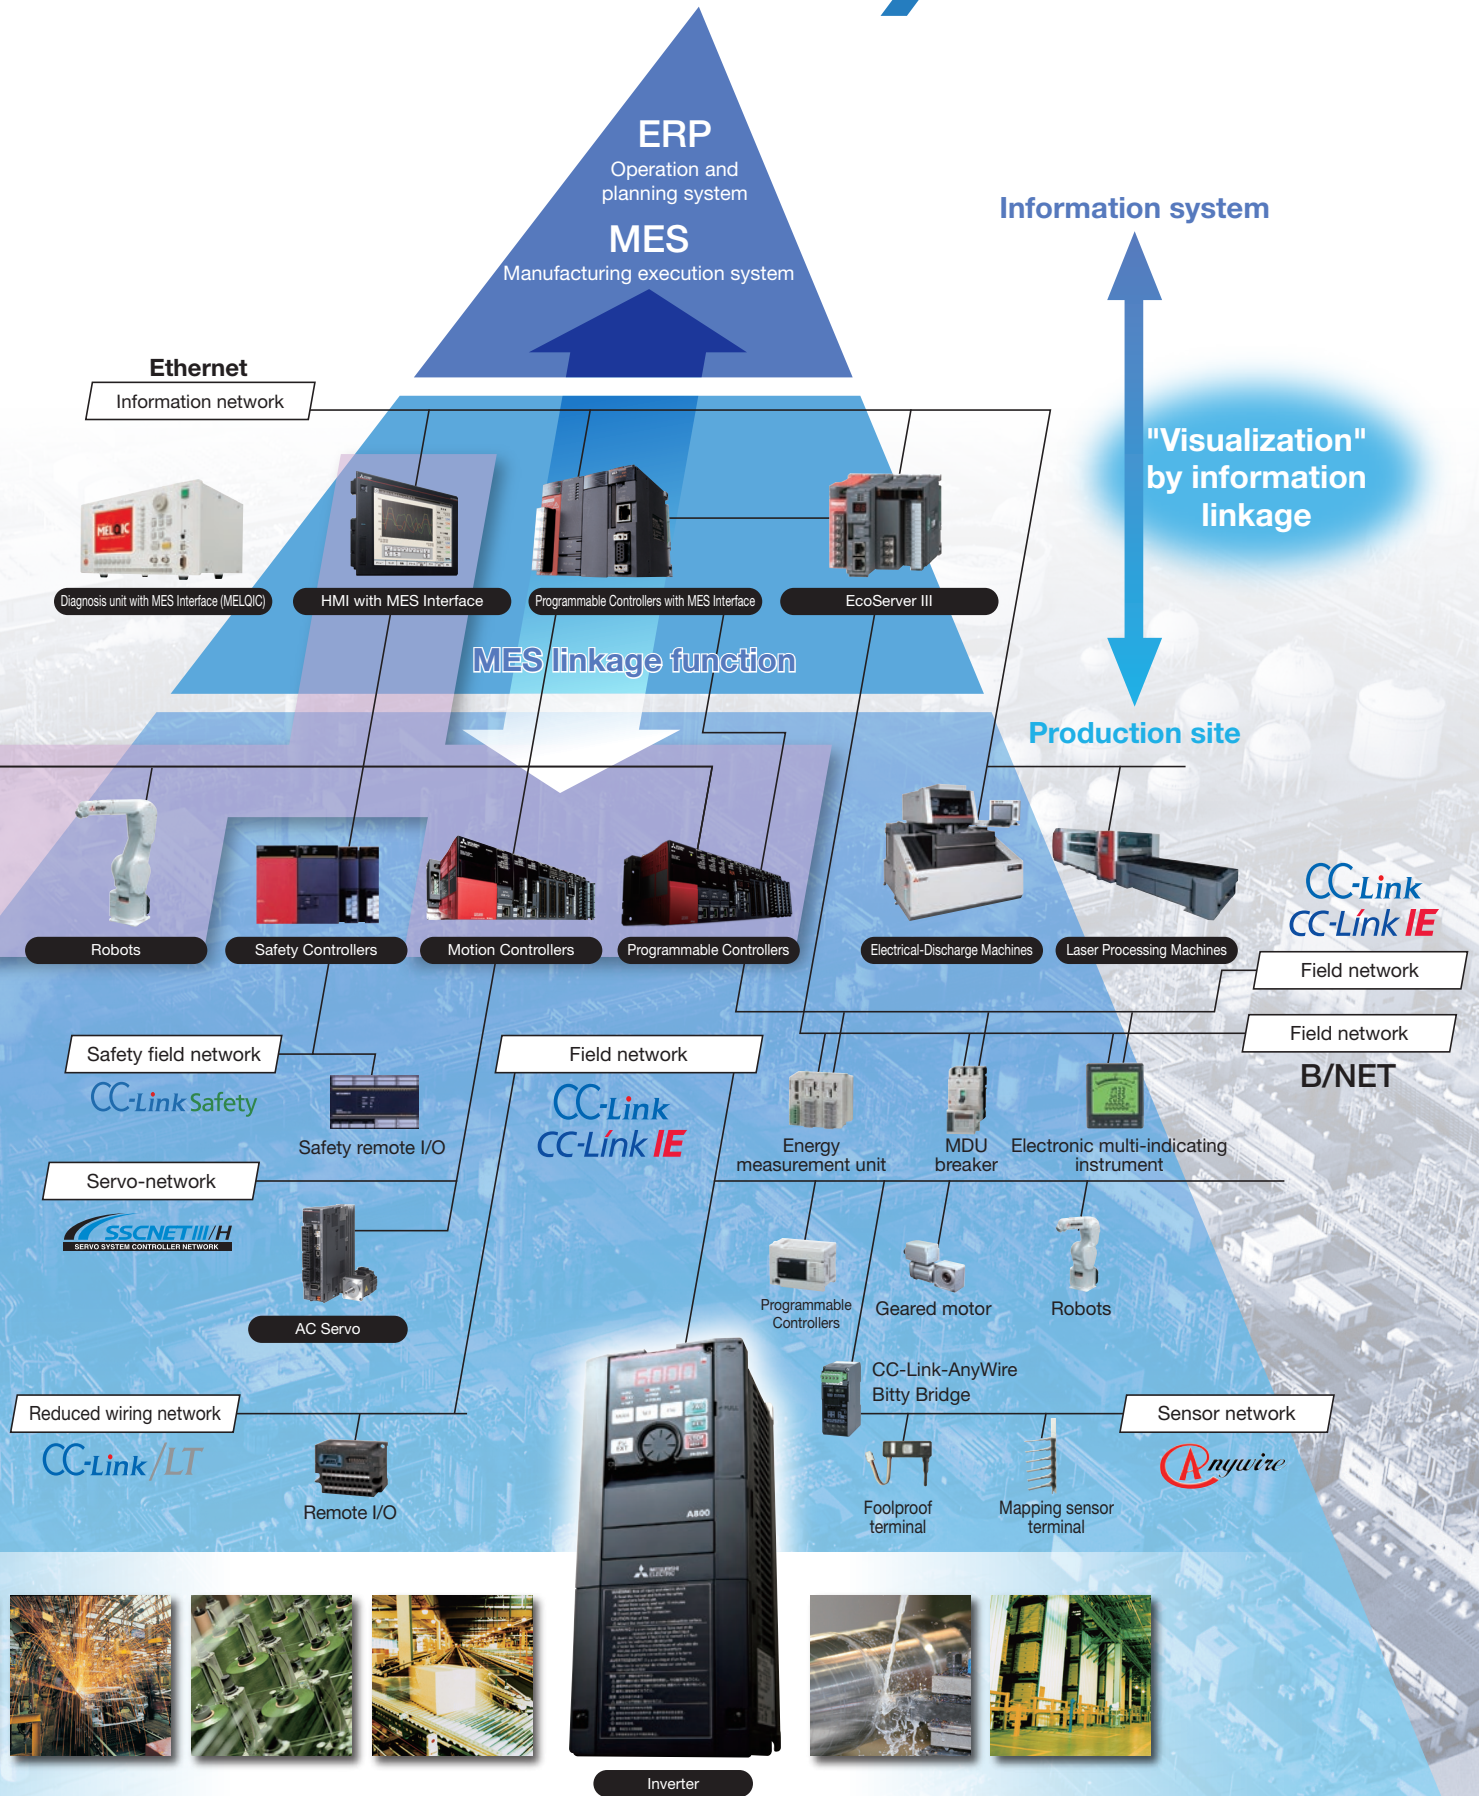 ERP
Operation and
planning system
MES
Manufacturing execution system
Information system
Ethernet
Information network
"Visualization"
by information
linkage
MELQIC
Diagnosis unit with MES Interface (MELQIC)
HMI with MES Interface
Programmable Controllers with MES Interface
EcoServer III
MES linkage function
Production site
Robots
Safety Controllers
Motion Controllers
Programmable Controllers
Electrical-Discharge Machines
Laser Processing Machines
CC-Link
CC-Link IE
Field network
Field network
B/NET
Safety field network
CC-Link Safety
Safety remote I/O
Field network
CC-Link
CC-Link IE
Energy
measurement unit
MDU
breaker
Electronic multi-indicating
instrument
Servo-network
SSCNET III/H
SERVO SYSTEM CONTROLLER NETWORK
AC Servo
Programmable
Controllers
Geared motor
Robots
CC-Link-AnyWire
Bitty Bridge
Reduced wiring network
CC-Link/LT
Remote I/O
Sensor network
Anywire
Foolproof
terminal
Mapping sensor
terminal
6000
A800
MITSUBISHI
ELECTRIC
Inverter